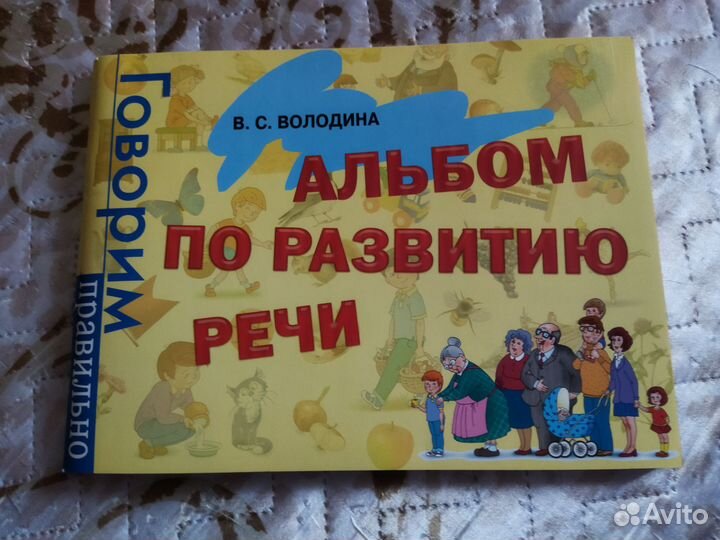 Говорим
правильно
В. С. ВОЛОДИНА
АЛЬБОМ
ПО РАЗВИТИЮ
РЕЧИ
Avito